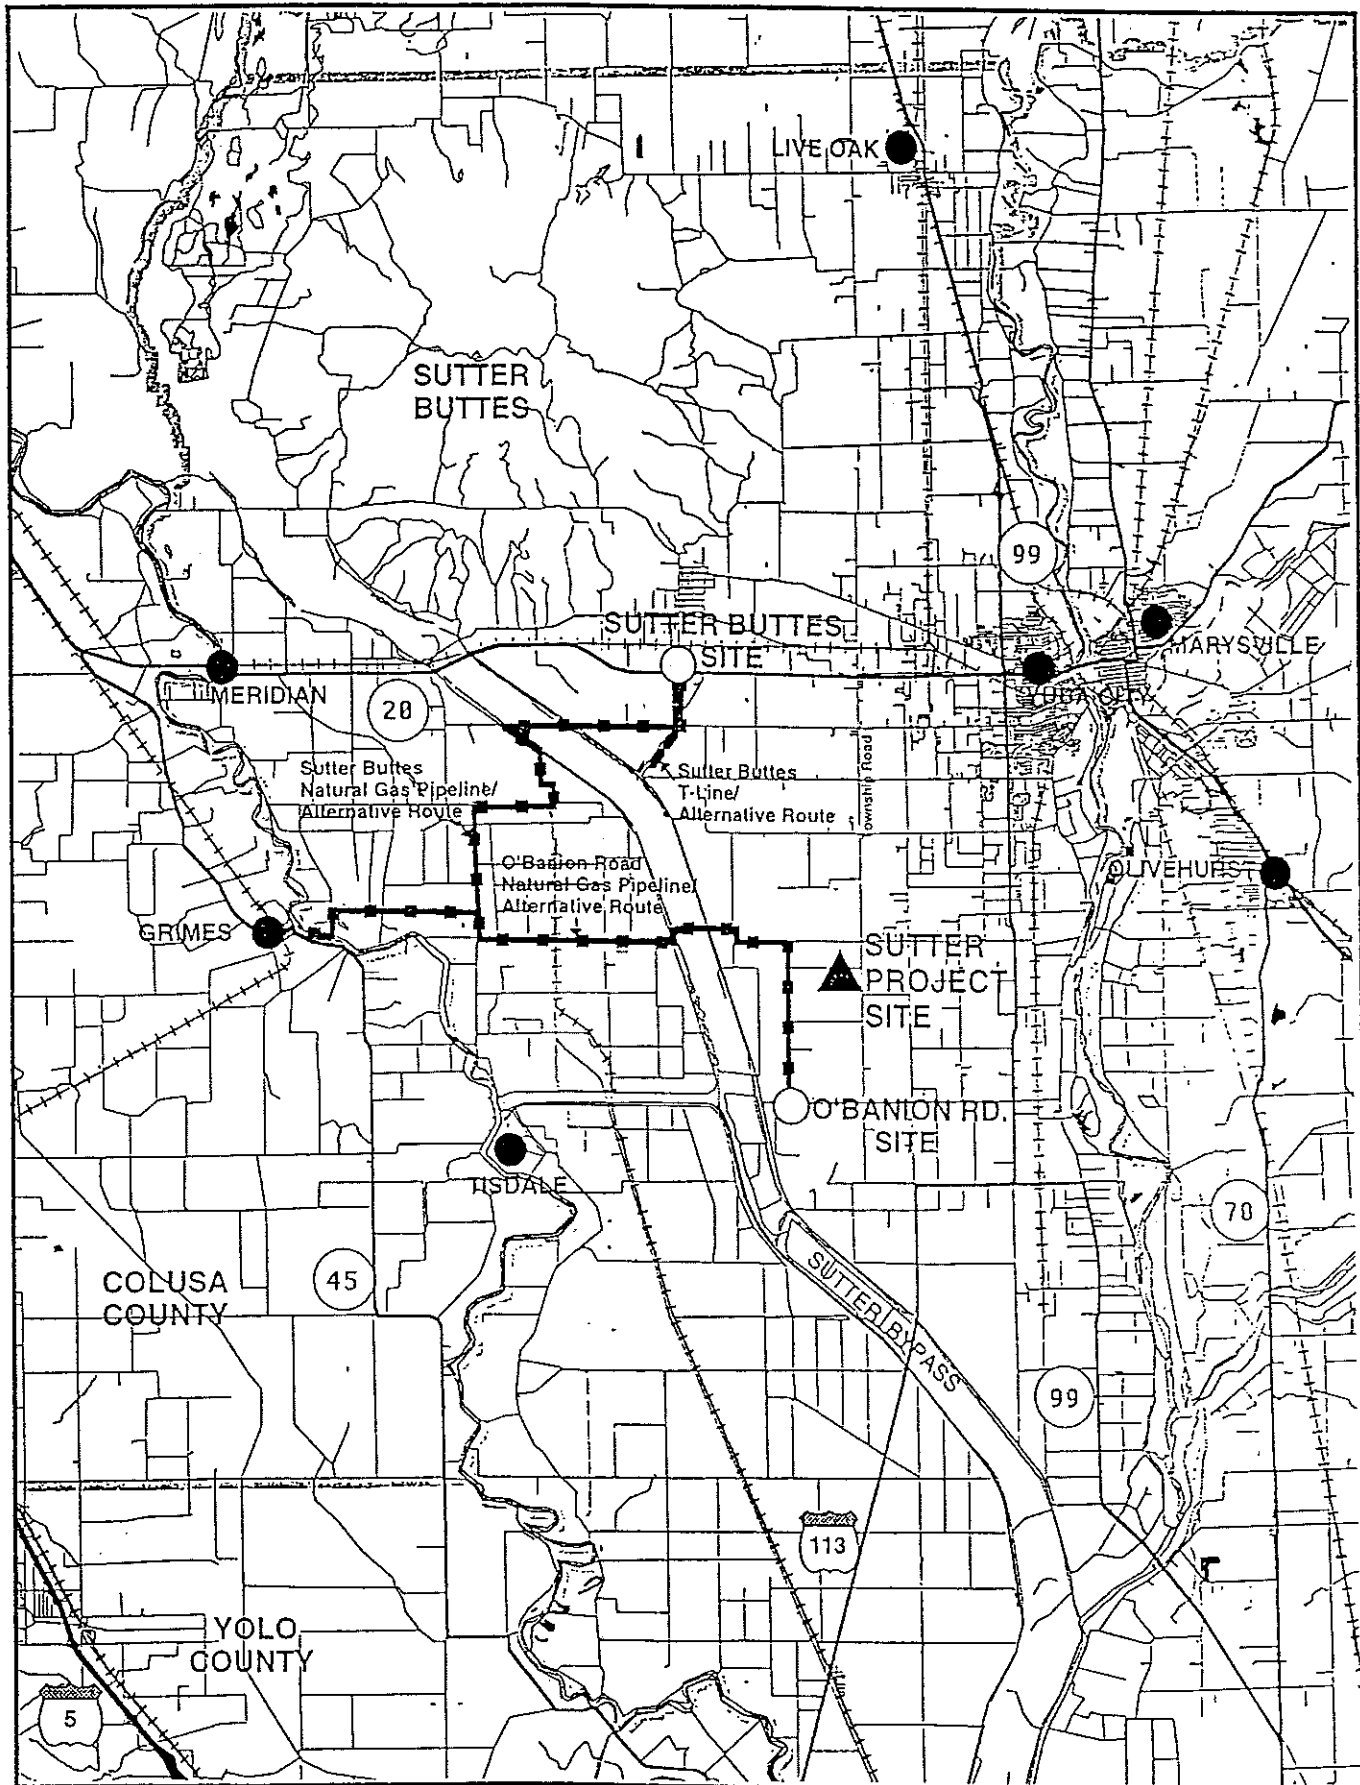 LIVE OAK
SUTTER
BUTTES
99
SUTTER BUTTES
SITE
MARYSVILLE
MERIDIAN
YUBA CITY
20
Sutter Buttes
Natural Gas Pipeline/
Alternative Route
Sutter Buttes
T-Line/
Alternative Route
Township Road
O'Banion Road
Natural Gas Pipeline/
Alternative Route
OLIVEHURST
GRIMES
SUTTER
PROJECT
SITE
O'BANION RD.
SITE
TISDALE
70
COLUSA
COUNTY
45
SUTTER BYPASS
99
113
YOLO
COUNTY
5